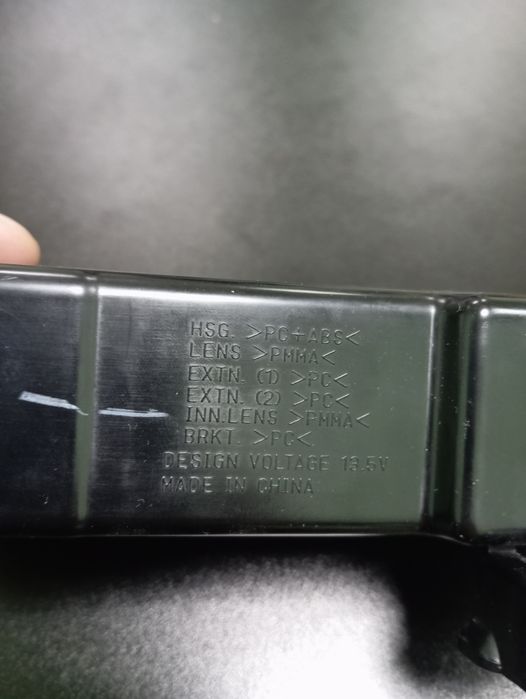 HSG. >PC+ABS<
LENS >PMMA<
EXTN. (1) >PC<
EXTN. (2) >PC<
INN.LENS >PMMA<
BRKT. >PC<
DESIGN VOLTAGE 13.5V
MADE IN CHINA